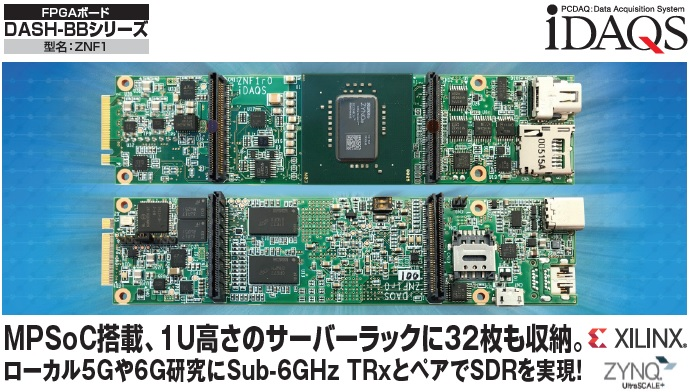 FPGAボード
DASH-BBシリーズ
型名：ZNF1
PCDAQ: Data Acquisition System
iDAQS
ZNF1r0
iDAQS
00515A
001
ZNF1r0
iDAQS
MPSoC搭載、1U高さのサーバーラックに32枚も収納。
XILINX
ローカル5Gや6G研究にSub-6GHz TRxとペアでSDRを実現!
ZYNQ
UltraSCALE+